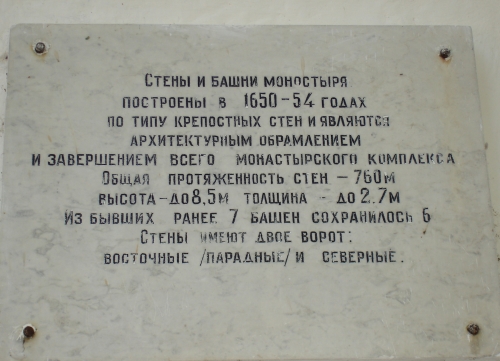 Стены и башни моностыря
построены в 1650-54 годах
по типу крепостных стен и являются
архитектурным обрамлением
и завершением всего монастырского комплекса
Общая протяженность стен - 760м
высота - до 8,5м толщина - до 2.7м
Из бывших ранее 7 башен сохранилось 6
Стены имеют двое ворот:
восточные /парадные/ и северные.